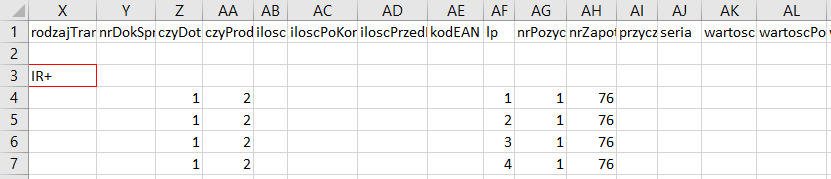 X Y Z AA AB AC AD AE AF AG AH AI AJ AK AL
1 rodzajTran nrDokSpr czyDot czyProd ilosc iloscPoKor iloscPrzedl kodEAN lp nrPozyc nrZapot przycz seria wartosc wartoscPo
2
3 IR+
4 1 2 1 1 76
5 1 2 2 1 76
6 1 2 3 1 76
7 1 2 4 1 76